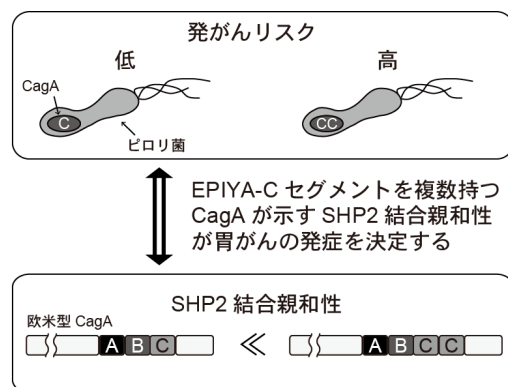 発がんリスク
低
高
CagA
C
CC
ピロリ菌
EPIYA-C セグメントを複数持つ
CagA が示す SHP2 結合親和性
が胃がんの発症を決定する
SHP2 結合親和性
欧米型 CagA
A B C ≪ A B C C